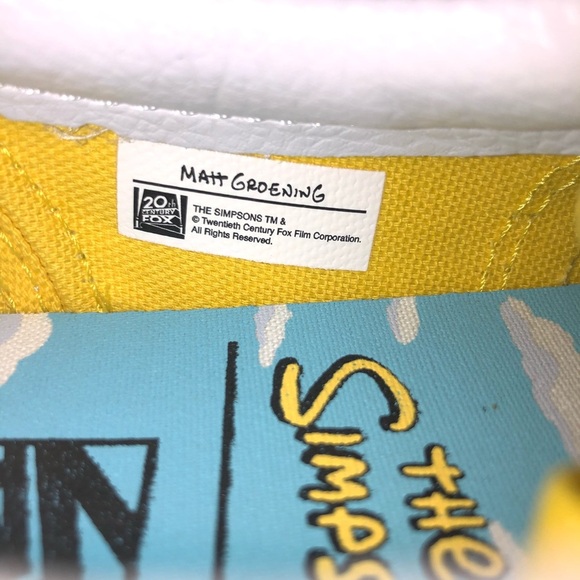 MATT GROENING
20th
CENTURY
FOX
THE SIMPSONS TM &
© Twentieth Century Fox Film Corporation.
All Rights Reserved.
THE
SIMPS